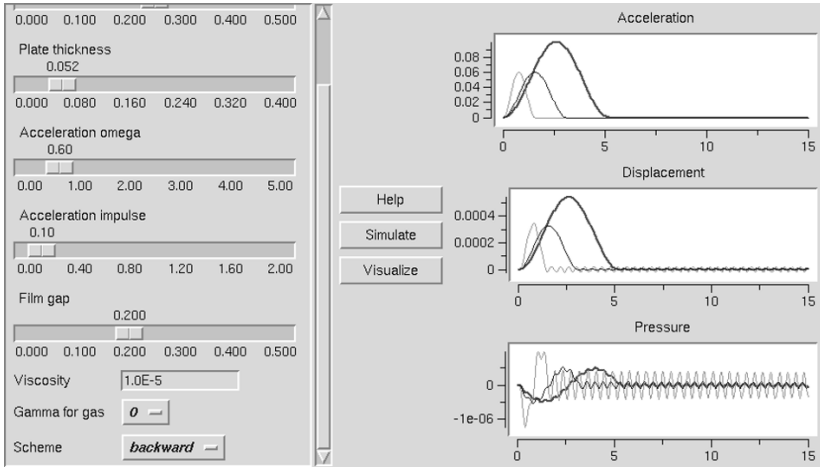 0.000 0.100 0.200 0.300 0.400 0.500
Plate thickness
0.052
0.000 0.080 0.160 0.240 0.320 0.400
Acceleration omega
0.60
0.00 1.00 2.00 3.00 4.00 5.00
Acceleration impulse
0.10
0.00 0.40 0.80 1.20 1.60 2.00
Film gap
0.200
0.000 0.100 0.200 0.300 0.400 0.500
Viscosity 1.0E-5
Gamma for gas 0
Scheme backward
Help
Simulate
Visualize
Acceleration
0.08
0.06
0.04
0.02
0
0 5 10 15
Displacement
0.0004
0.0002
0
0 5 10 15
Pressure
0
-1e-06
0 5 10 15